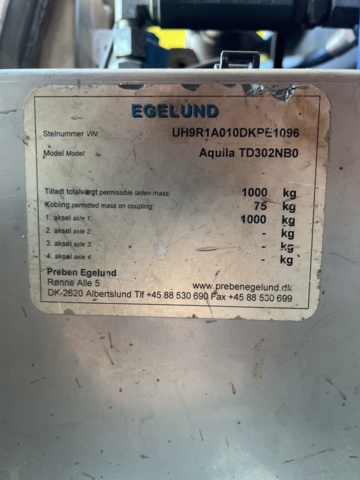 EGELUND
Stelnummer VIN: UH9R1A010DKPE1096
Model Model: Aquila TD302NB0
Tilladt totalvægt permissible laden mass: 1000 kg
Kobling permitted mass on coupling: 75 kg
1. aksel axle 1: 1000 kg
2. aksel axle 2: - kg
3. aksel axle 3: - kg
4. aksel axle 4: - kg
Preben Egelund
Rønne Alle 5 www.prebenegelund.dk
DK-2620 Albertslund Tlf +45 88 530 690 Fax +45 88 530 699